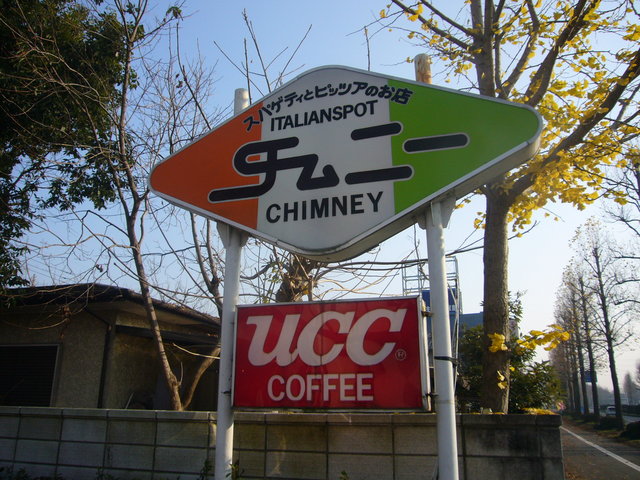 スパゲティとピッツアのお店
ITALIANSPOT
チムニー
CHIMNEY
UCC®
COFFEE